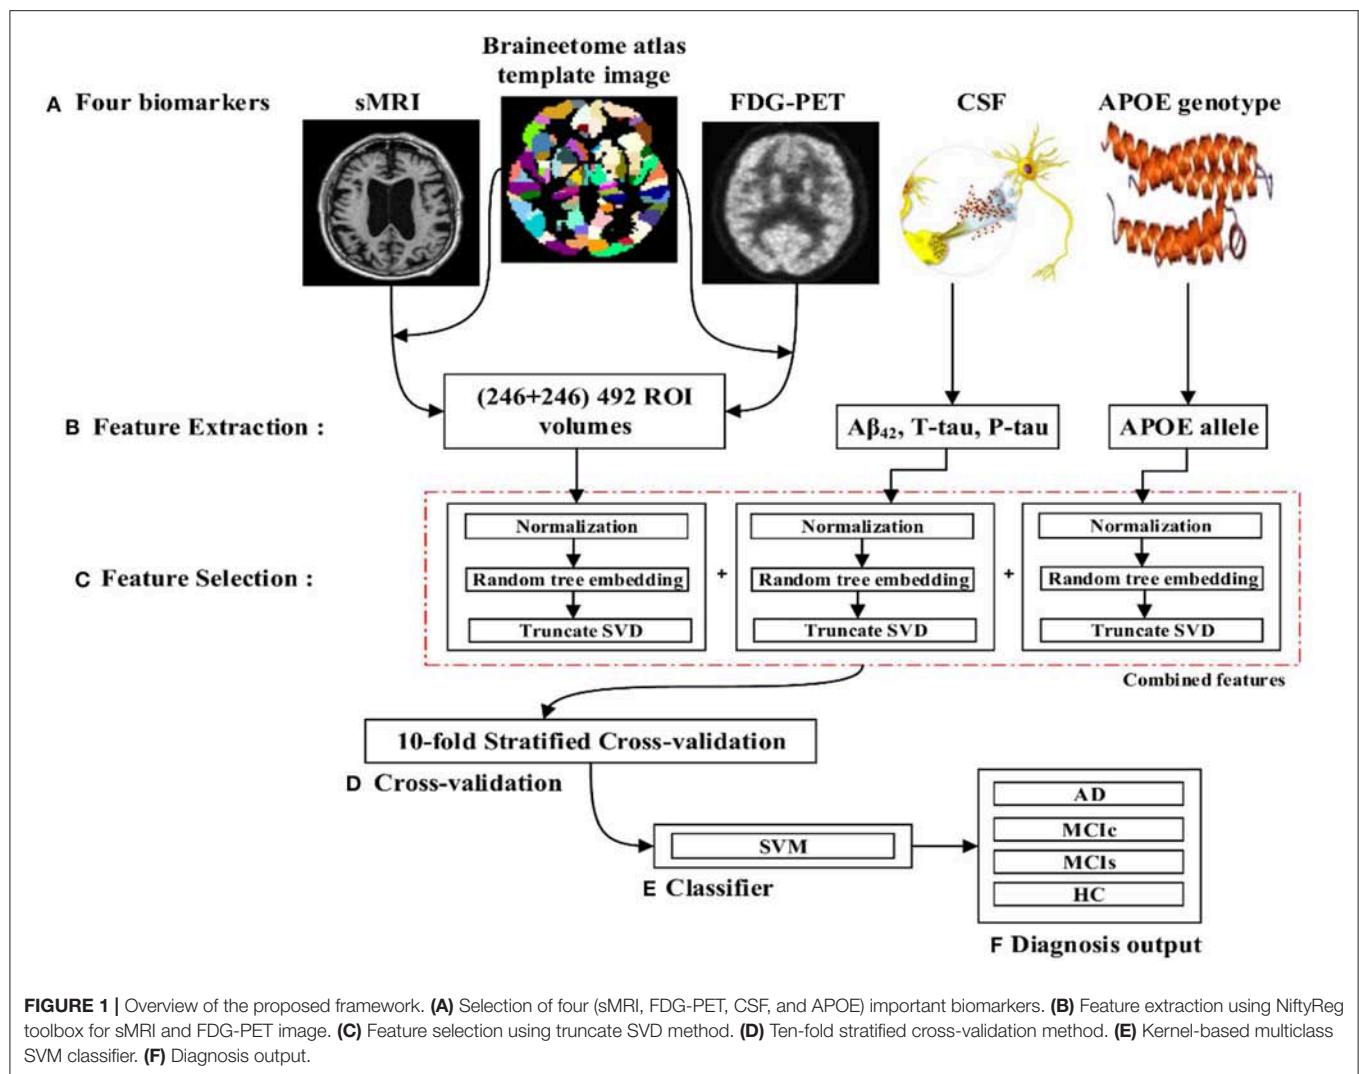 Braineetome atlas
template image
A Four biomarkers
sMRI
FDG-PET
CSF
APOE genotype
(246+246) 492 ROI
volumes
B Feature Extraction :
Aβ42, T-tau, P-tau
APOE allele
Normalization
Normalization
Normalization
C Feature Selection :
Random tree embedding
+
Random tree embedding
+
Random tree embedding
Truncate SVD
Truncate SVD
Truncate SVD
Combined features
10-fold Stratified Cross-validation
D Cross-validation
AD
MCIc
SVM
MCIs
E Classifier
HC
F Diagnosis output
FIGURE 1 | Overview of the proposed framework. (A) Selection of four (sMRI, FDG-PET, CSF, and APOE) important biomarkers. (B) Feature extraction using NiftyReg
toolbox for sMRI and FDG-PET image. (C) Feature selection using truncate SVD method. (D) Ten-fold stratified cross-validation method. (E) Kernel-based multiclass
SVM classifier. (F) Diagnosis output.